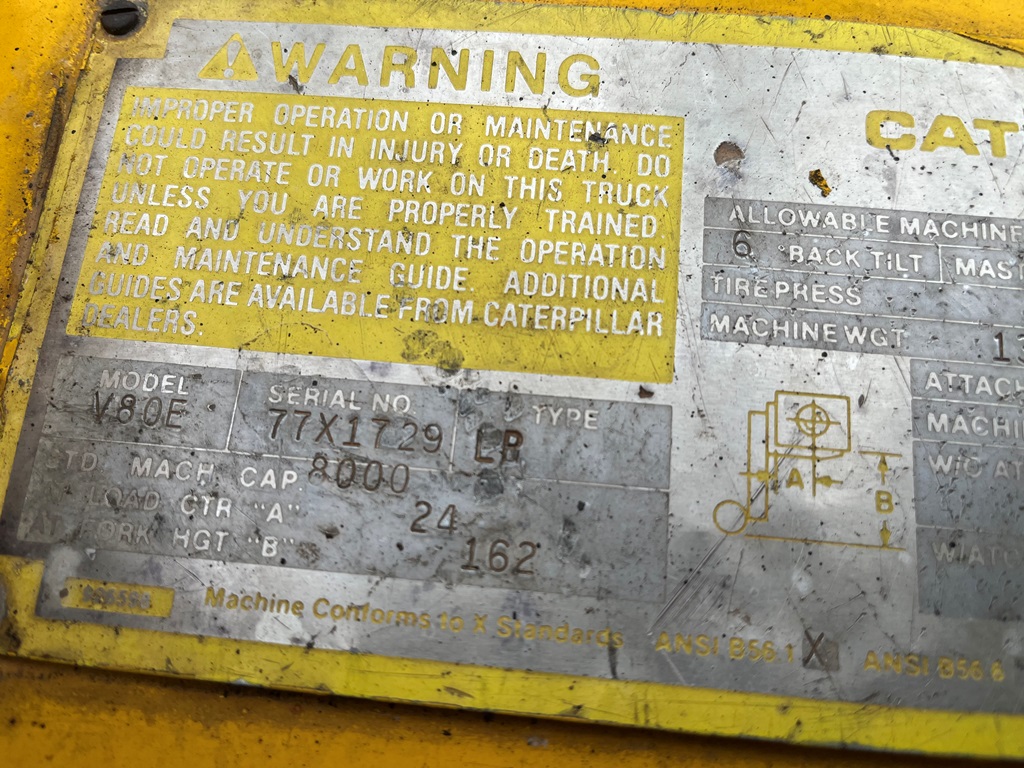 WARNING
IMPROPER OPERATION OR MAINTENANCE
COULD RESULT IN INJURY OR DEATH. DO
NOT OPERATE OR WORK ON THIS TRUCK
UNLESS YOU ARE PROPERLY TRAINED.
READ AND UNDERSTAND THE OPERATION
AND MAINTENANCE GUIDE. ADDITIONAL
GUIDES ARE AVAILABLE FROM CATERPILLAR
DEALERS.
MODEL
V80E
SERIAL NO.
77X1729
TYPE
LP
STD. MACH. CAP. 8000
LOAD CTR "A" 24
FORK HGT "B" 162
Machine Conforms to X Standards ANSI B56.1 X ANSI B56.6
CAT
ALLOWABLE MACHINE
6 °BACK TILT MAS
TIRE PRESS
MACHINE WGT 13
ATTACH
MACHI
W/O AT
A
B